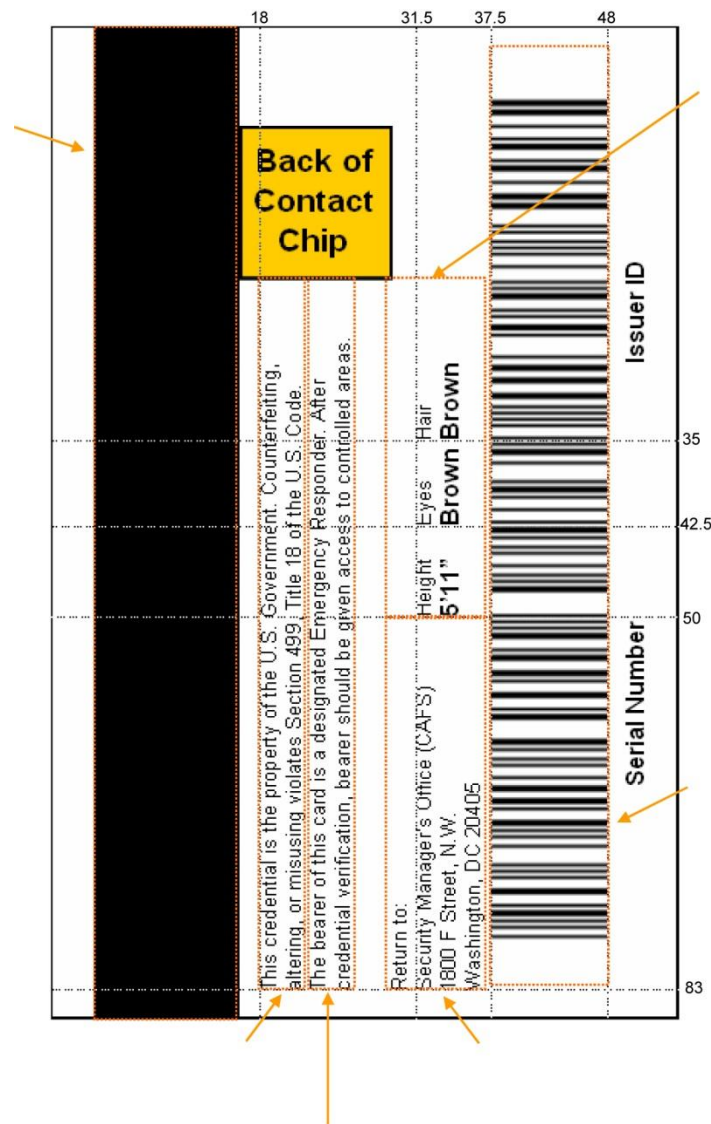 18
31.5
37.5
48
Back of
Contact
Chip
This credential is the property of the U.S. Government. Counterfeiting,
altering, or misusing violates Section 499, Title 18 of the U.S. Code.
The bearer of this card is a designated Emergency Responder. After
credential verification, bearer should be given access to controlled areas.
Height Eyes Hair
5'11” Brown Brown
Return to:
Security Manager's Office (CAFS)
1800 F Street, N.W.
Washington, DC 20405
Issuer ID
Serial Number
35
42.5
50
83